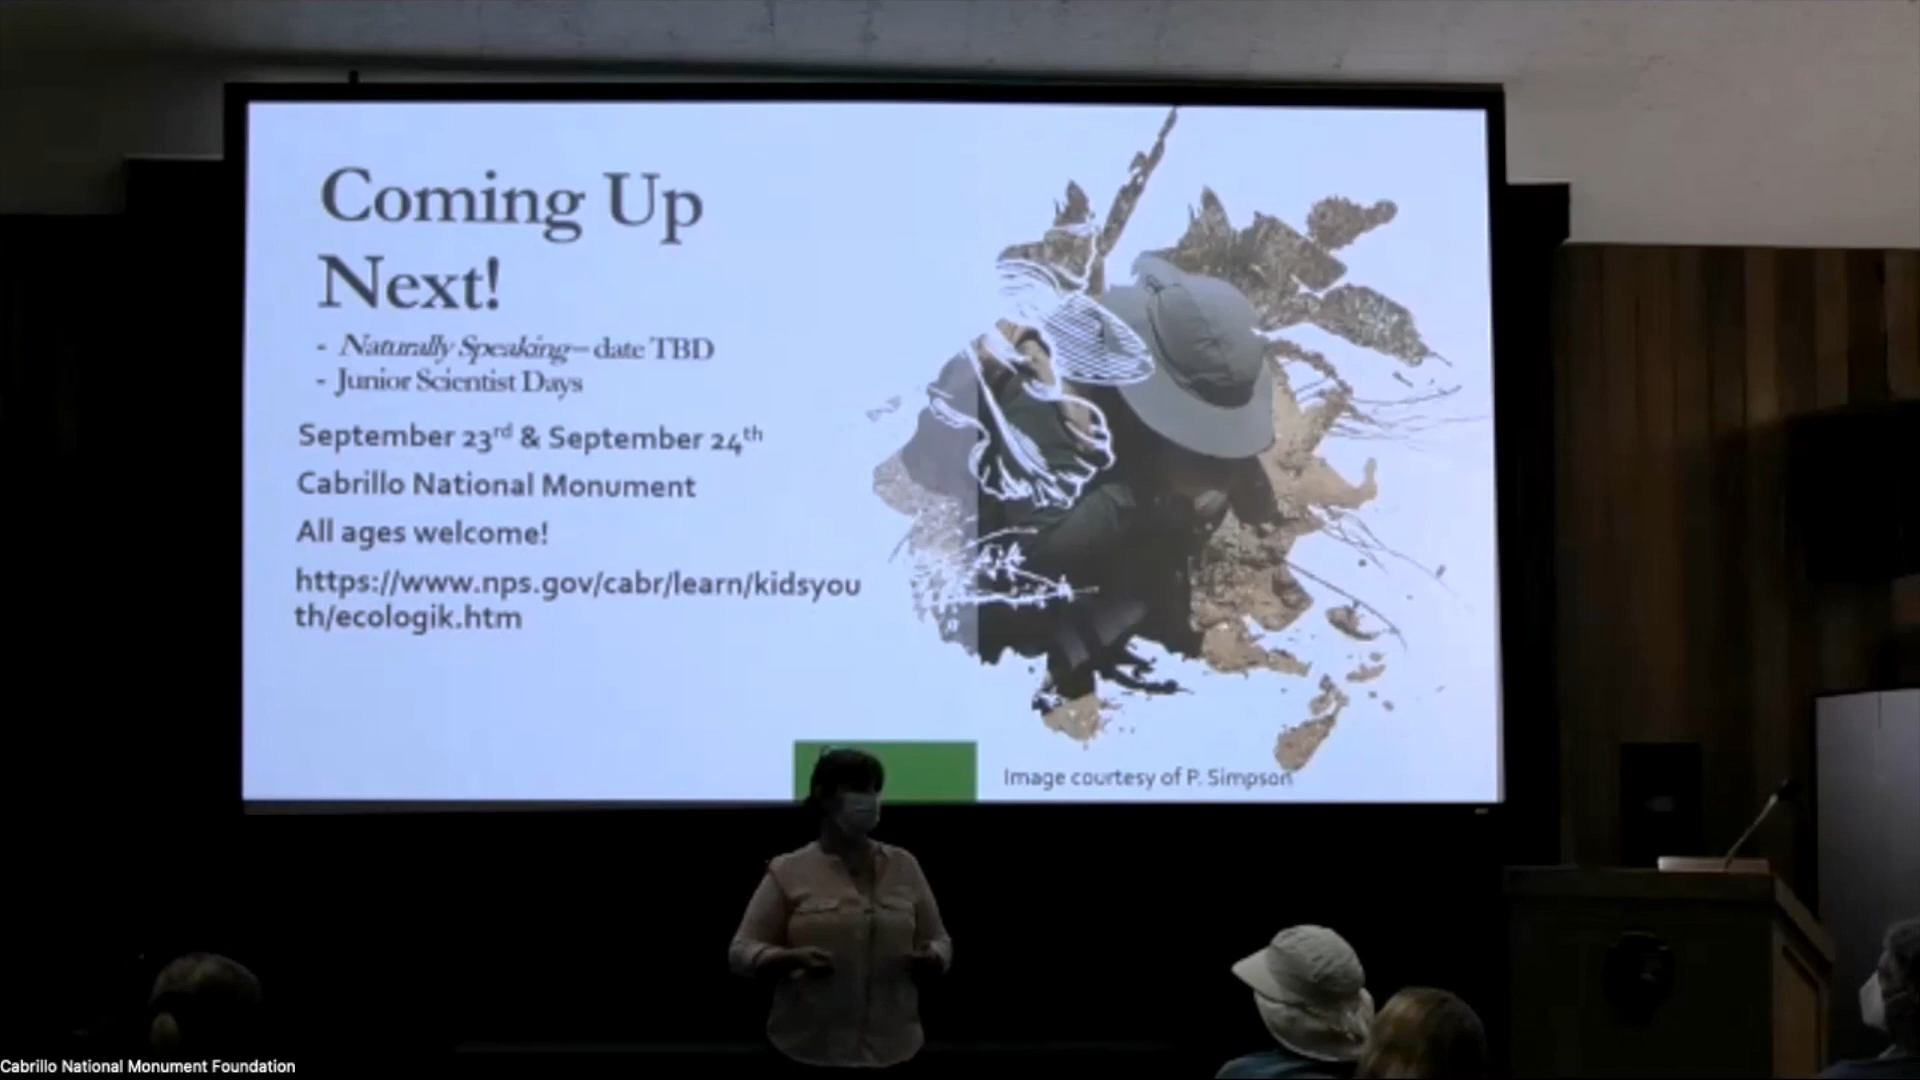 Coming Up
Next!
- Naturally Speaking– date TBD
- Junior Scientist Days
September 23rd & September 24th
Cabrillo National Monument
All ages welcome!
https://www.nps.gov/cabr/learn/kidsyou
th/ecologik.htm
Image courtesy of P. Simpson
Cabrillo National Monument Foundation